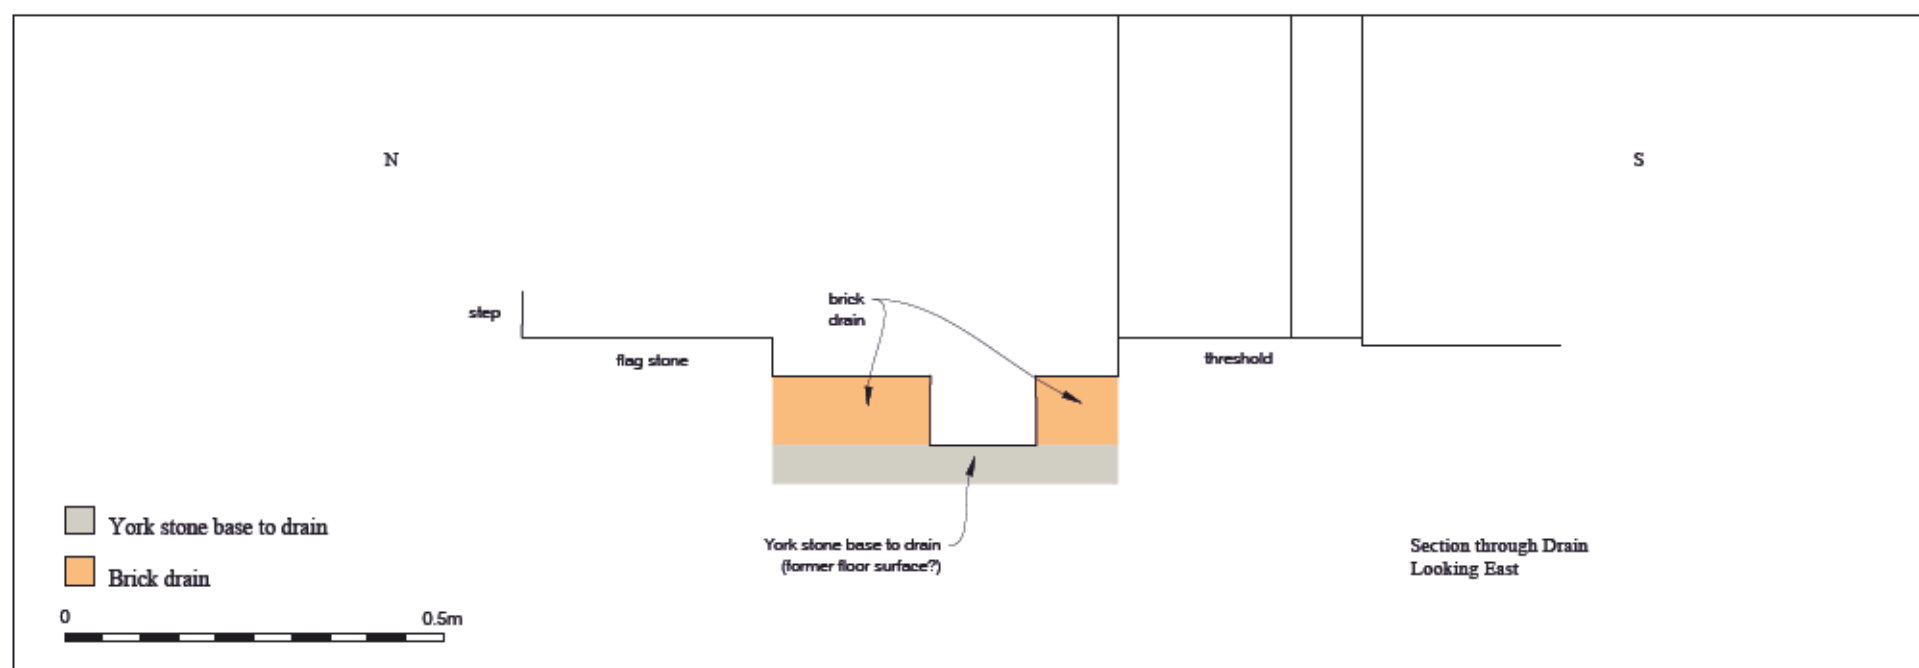 N
S
step
brick
drain
flag stone
threshold
York stone base to drain
Brick drain
York stone base to drain
(former floor surface?)
Section through Drain
Looking East
0
0.5m